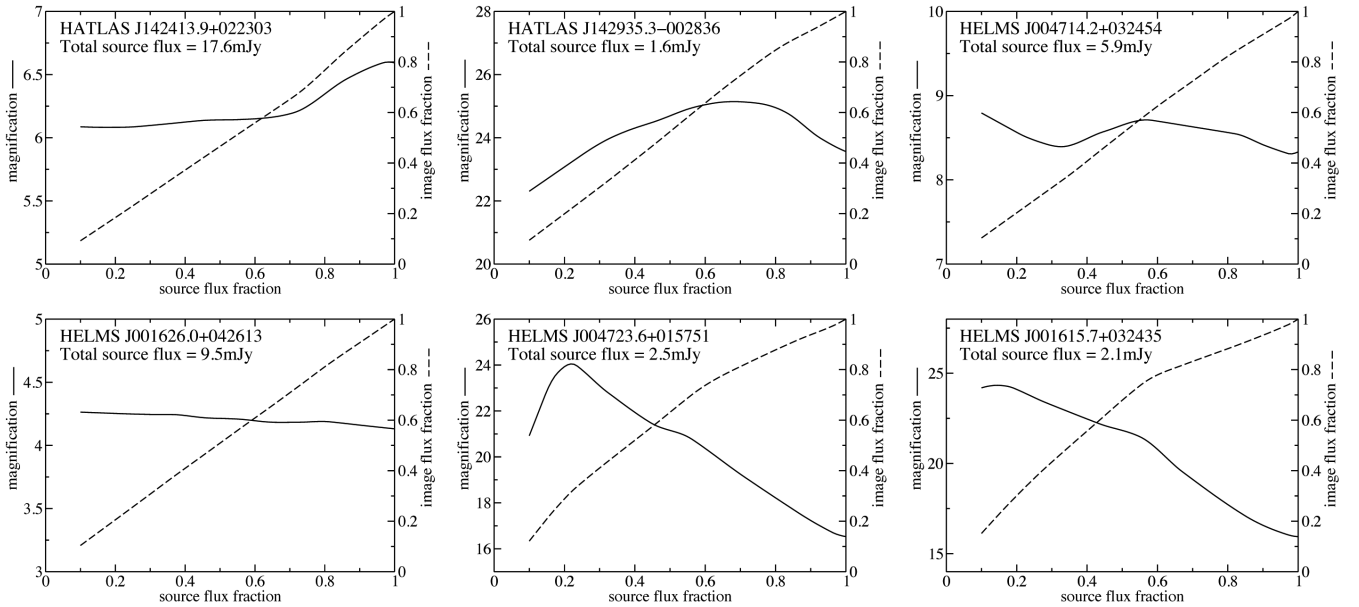 HATLAS J142413.9+022303
Total source flux = 17.6mJy
magnification
7
6.5
6
5.5
5
0 0.2 0.4 0.6 0.8 1
source flux fraction
1
0.8
0.6
0.4
0.2
0
image flux fraction
HATLAS J142935.3−002836
Total source flux = 1.6mJy
magnification
28
26
24
22
20
0 0.2 0.4 0.6 0.8 1
source flux fraction
1
0.8
0.6
0.4
0.2
0
image flux fraction
HELMS J004714.2+032454
Total source flux = 5.9mJy
magnification
10
9
8
7
0 0.2 0.4 0.6 0.8 1
source flux fraction
1
0.8
0.6
0.4
0.2
0
image flux fraction
HELMS J001626.0+042613
Total source flux = 9.5mJy
magnification
5
4.5
4
3.5
3
0 0.2 0.4 0.6 0.8 1
source flux fraction
1
0.8
0.6
0.4
0.2
0
image flux fraction
HELMS J004723.6+015751
Total source flux = 2.5mJy
magnification
26
24
22
20
18
16
0 0.2 0.4 0.6 0.8 1
source flux fraction
1
0.8
0.6
0.4
0.2
0
image flux fraction
HELMS J001615.7+032435
Total source flux = 2.1mJy
magnification
25
20
15
0 0.2 0.4 0.6 0.8 1
source flux fraction
1
0.8
0.6
0.4
0.2
0
image flux fraction